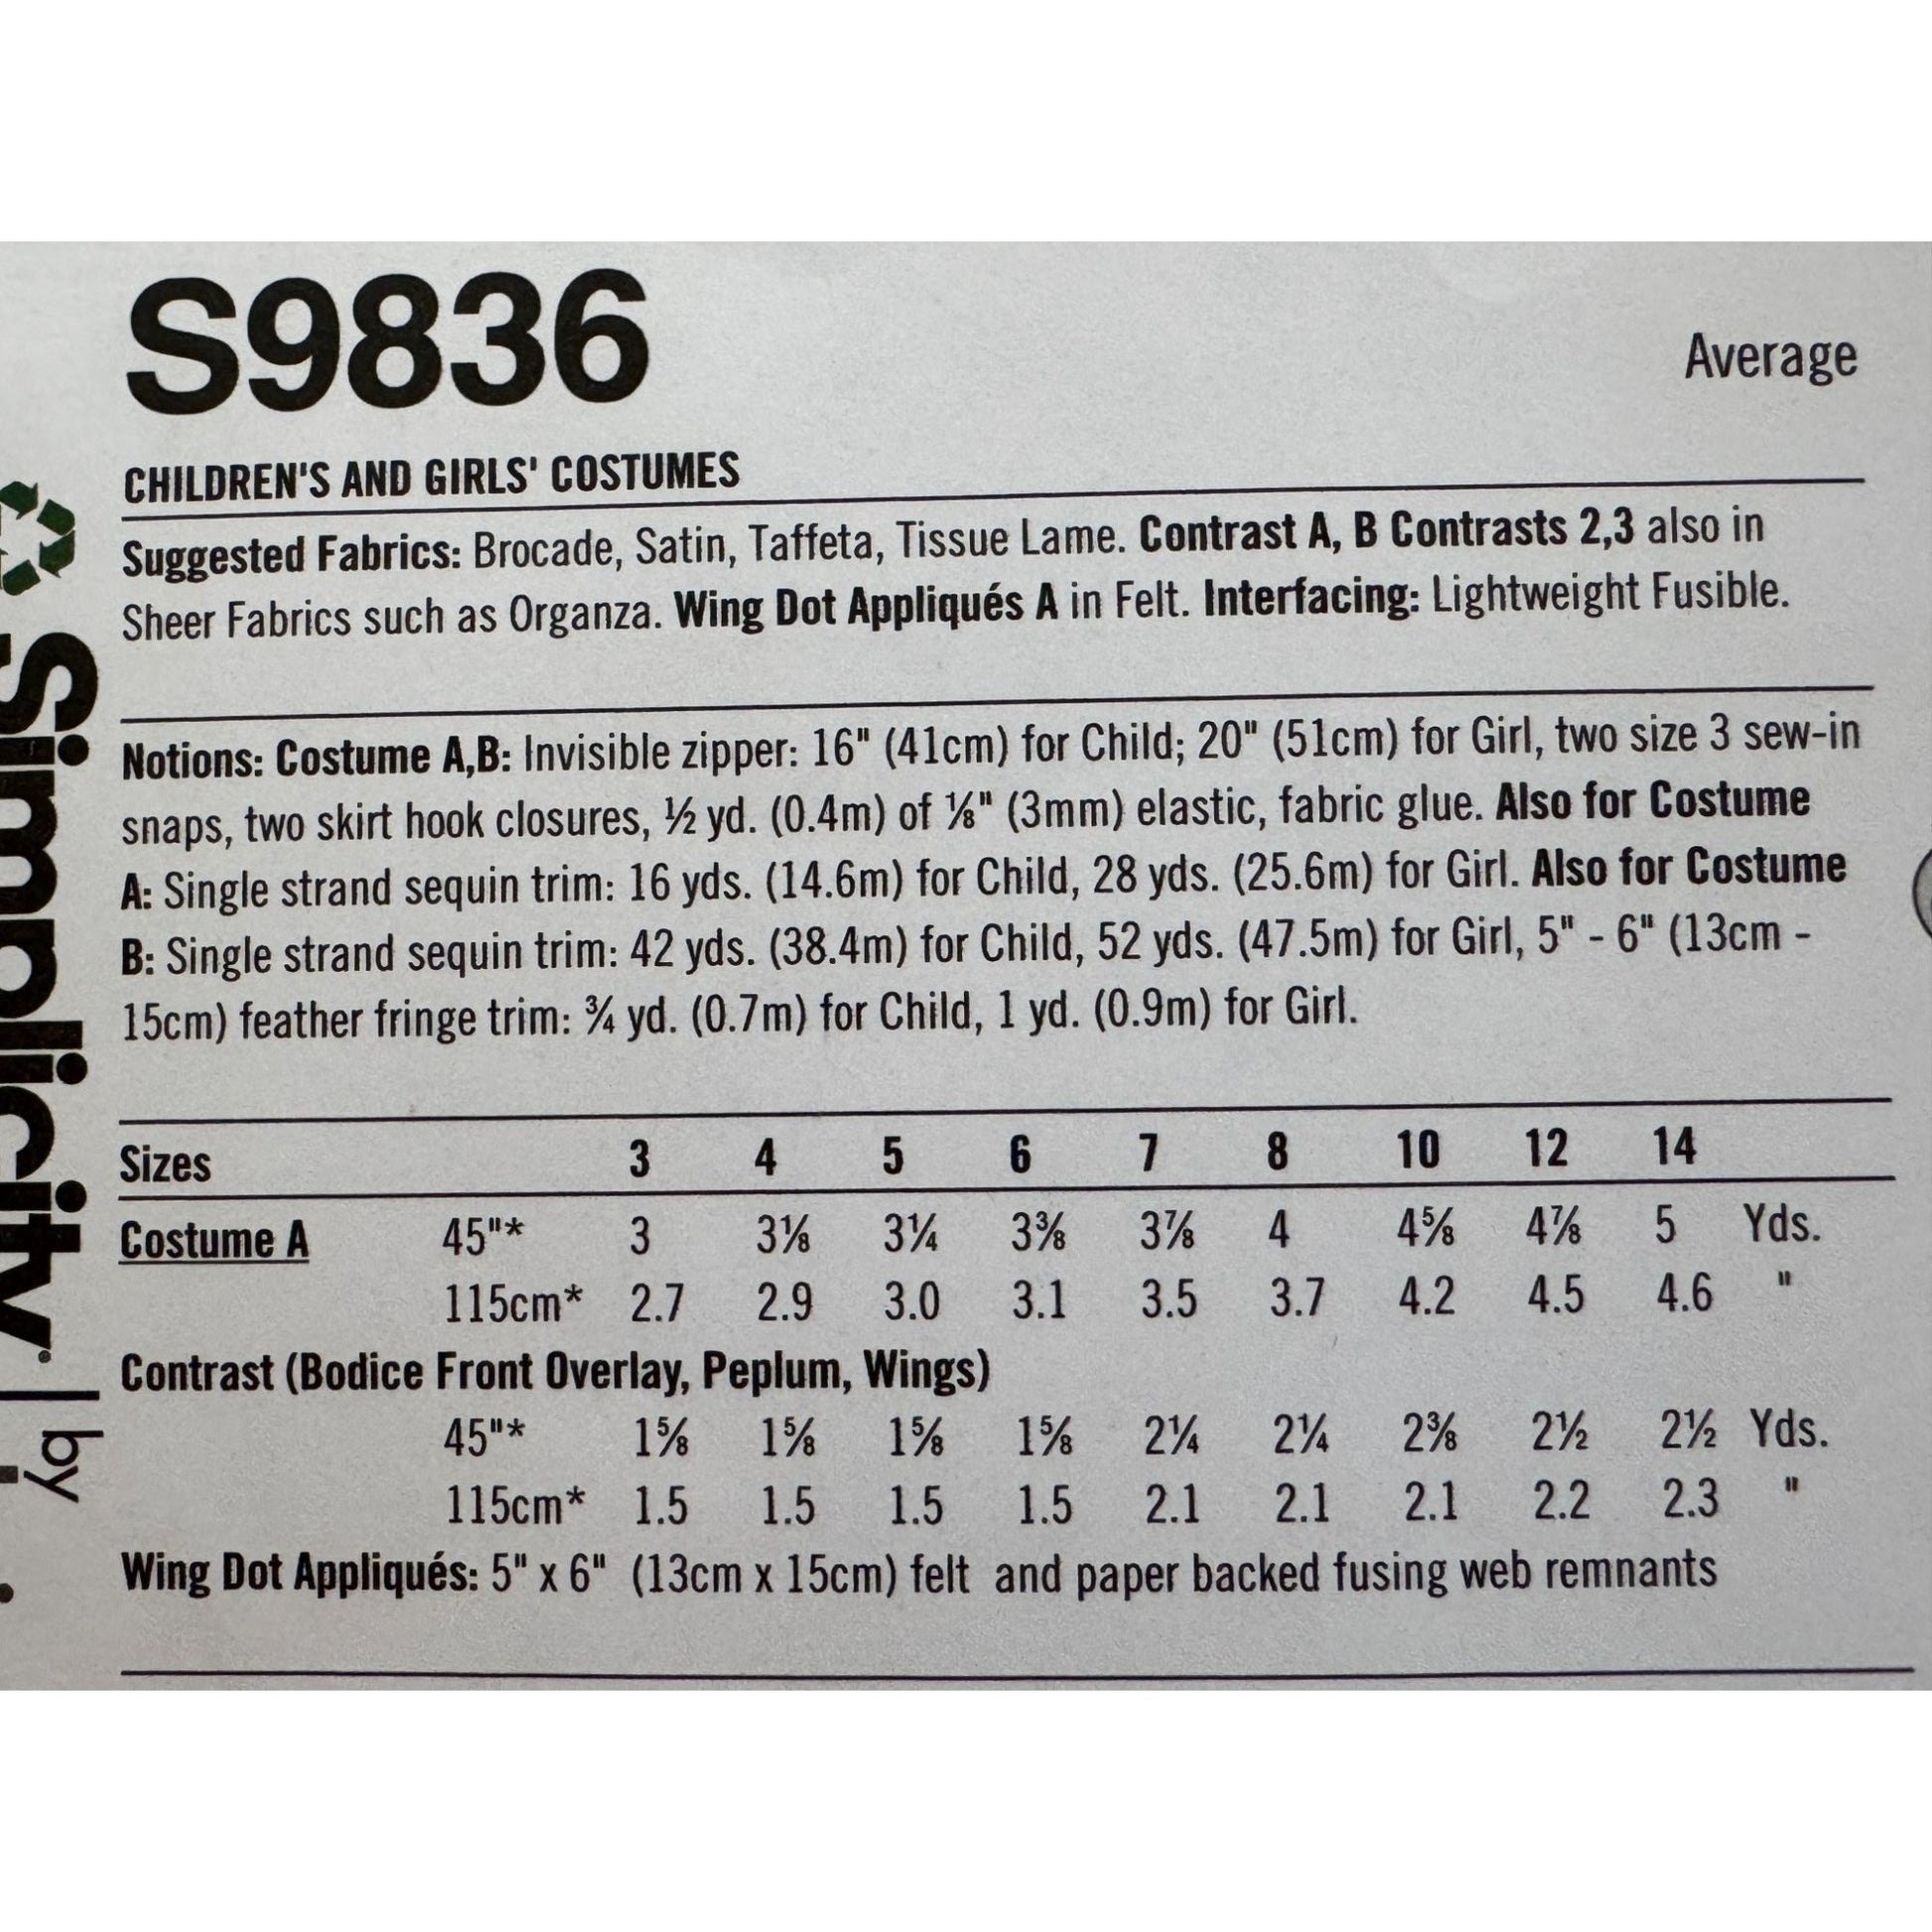 S9836
Average
CHILDREN'S AND GIRLS' COSTUMES
Suggested Fabrics: Brocade, Satin, Taffeta, Tissue Lame. Contrast A, B Contrasts 2,3 also in
Sheer Fabrics such as Organza. Wing Dot Appliqués A in Felt. Interfacing: Lightweight Fusible.
Notions: Costume A,B: Invisible zipper: 16" (41cm) for Child; 20" (51cm) for Girl, two size 3 sew-in
snaps, two skirt hook closures, ½ yd. (0.4m) of ⅛" (3mm) elastic, fabric glue. Also for Costume
A: Single strand sequin trim: 16 yds. (14.6m) for Child, 28 yds. (25.6m) for Girl. Also for Costume
B: Single strand sequin trim: 42 yds. (38.4m) for Child, 52 yds. (47.5m) for Girl, 5" - 6" (13cm -
15cm) feather fringe trim: ¾ yd. (0.7m) for Child, 1 yd. (0.9m) for Girl.
Sizes 3 4 5 6 7 8 10 12 14
Costume A 45"* 3 3⅛ 3¼ 3⅜ 3⅞ 4 4⅝ 4⅞ 5 Yds.
115cm* 2.7 2.9 3.0 3.1 3.5 3.7 4.2 4.5 4.6 "
Contrast (Bodice Front Overlay, Peplum, Wings)
45"* 1⅝ 1⅝ 1⅝ 1⅝ 2¼ 2¼ 2⅜ 2½ 2½ Yds.
115cm* 1.5 1.5 1.5 1.5 2.1 2.1 2.1 2.2 2.3 "
Wing Dot Appliqués: 5" x 6" (13cm x 15cm) felt and paper backed fusing web remnants
simplicity | by